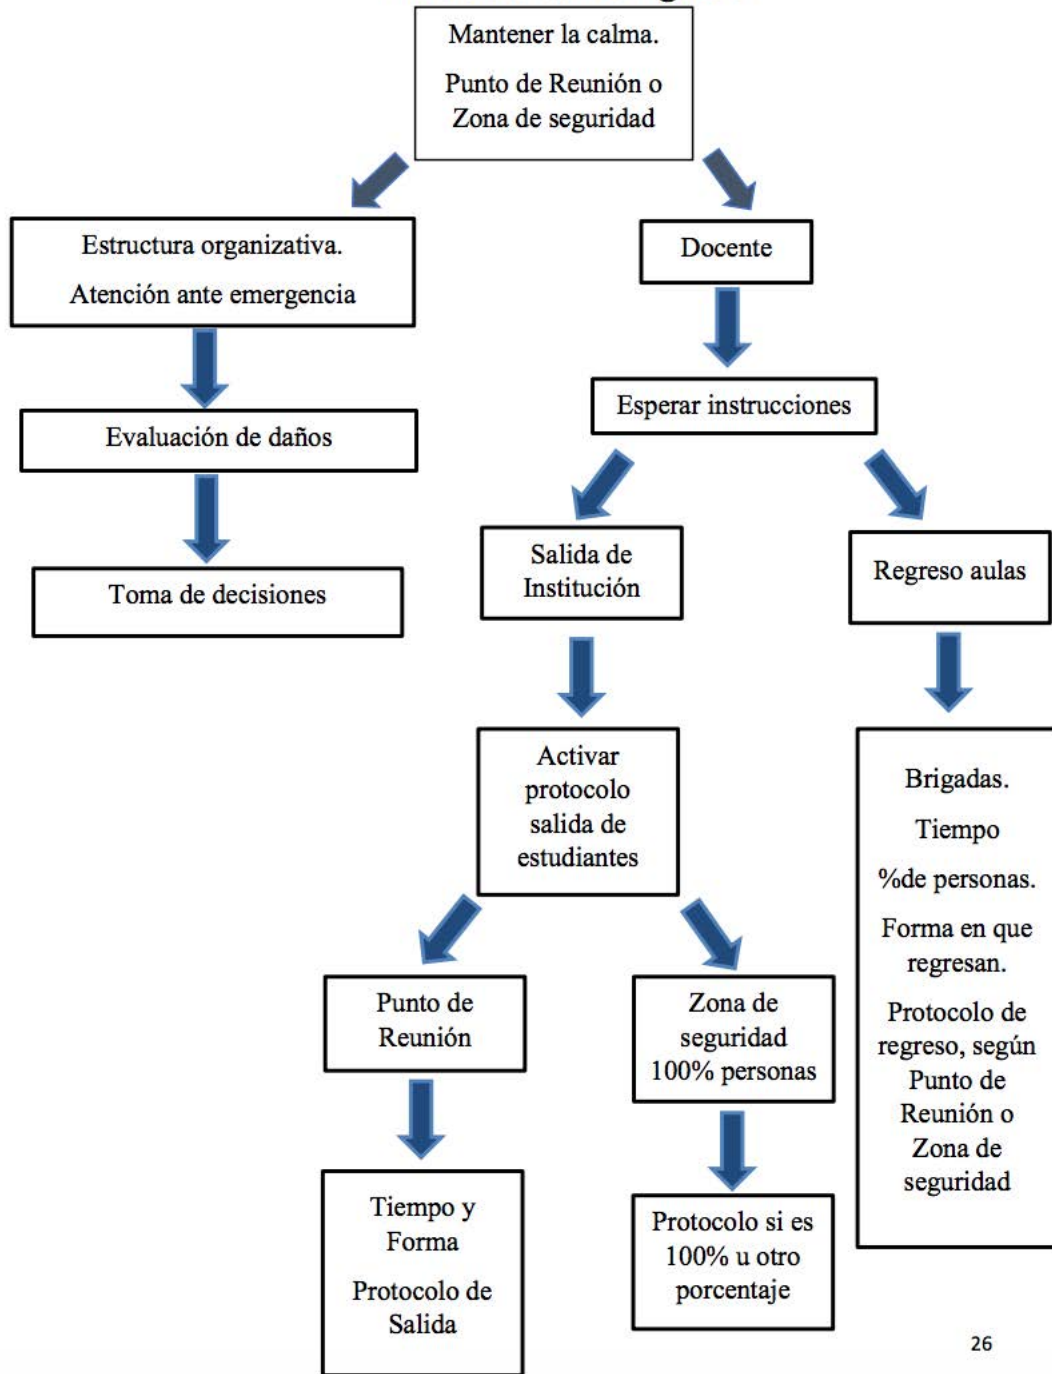 Mantener la calma.
Punto de Reunión o
Zona de seguridad
Estructura organizativa.
Atención ante emergencia
Docente
Evaluación de daños
Esperar instrucciones
Toma de decisiones
Salida de
Institución
Regreso aulas
Activar
protocolo
salida de
estudiantes
Brigadas.
Tiempo
%de personas.
Forma en que
regresan.
Protocolo de
regreso, según
Punto de
Reunión o
Zona de
seguridad
Punto de
Reunión
Zona de
seguridad
100% personas
Tiempo y
Forma
Protocolo de
Salida
Protocolo si es
100% u otro
porcentaje
26